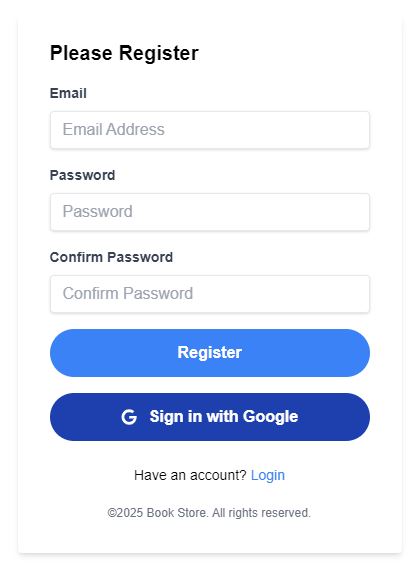 Please Register
Email
Email Address
Password
Password
Confirm Password
Confirm Password
Register
G Sign in with Google
Have an account? Login
©2025 Book Store. All rights reserved.